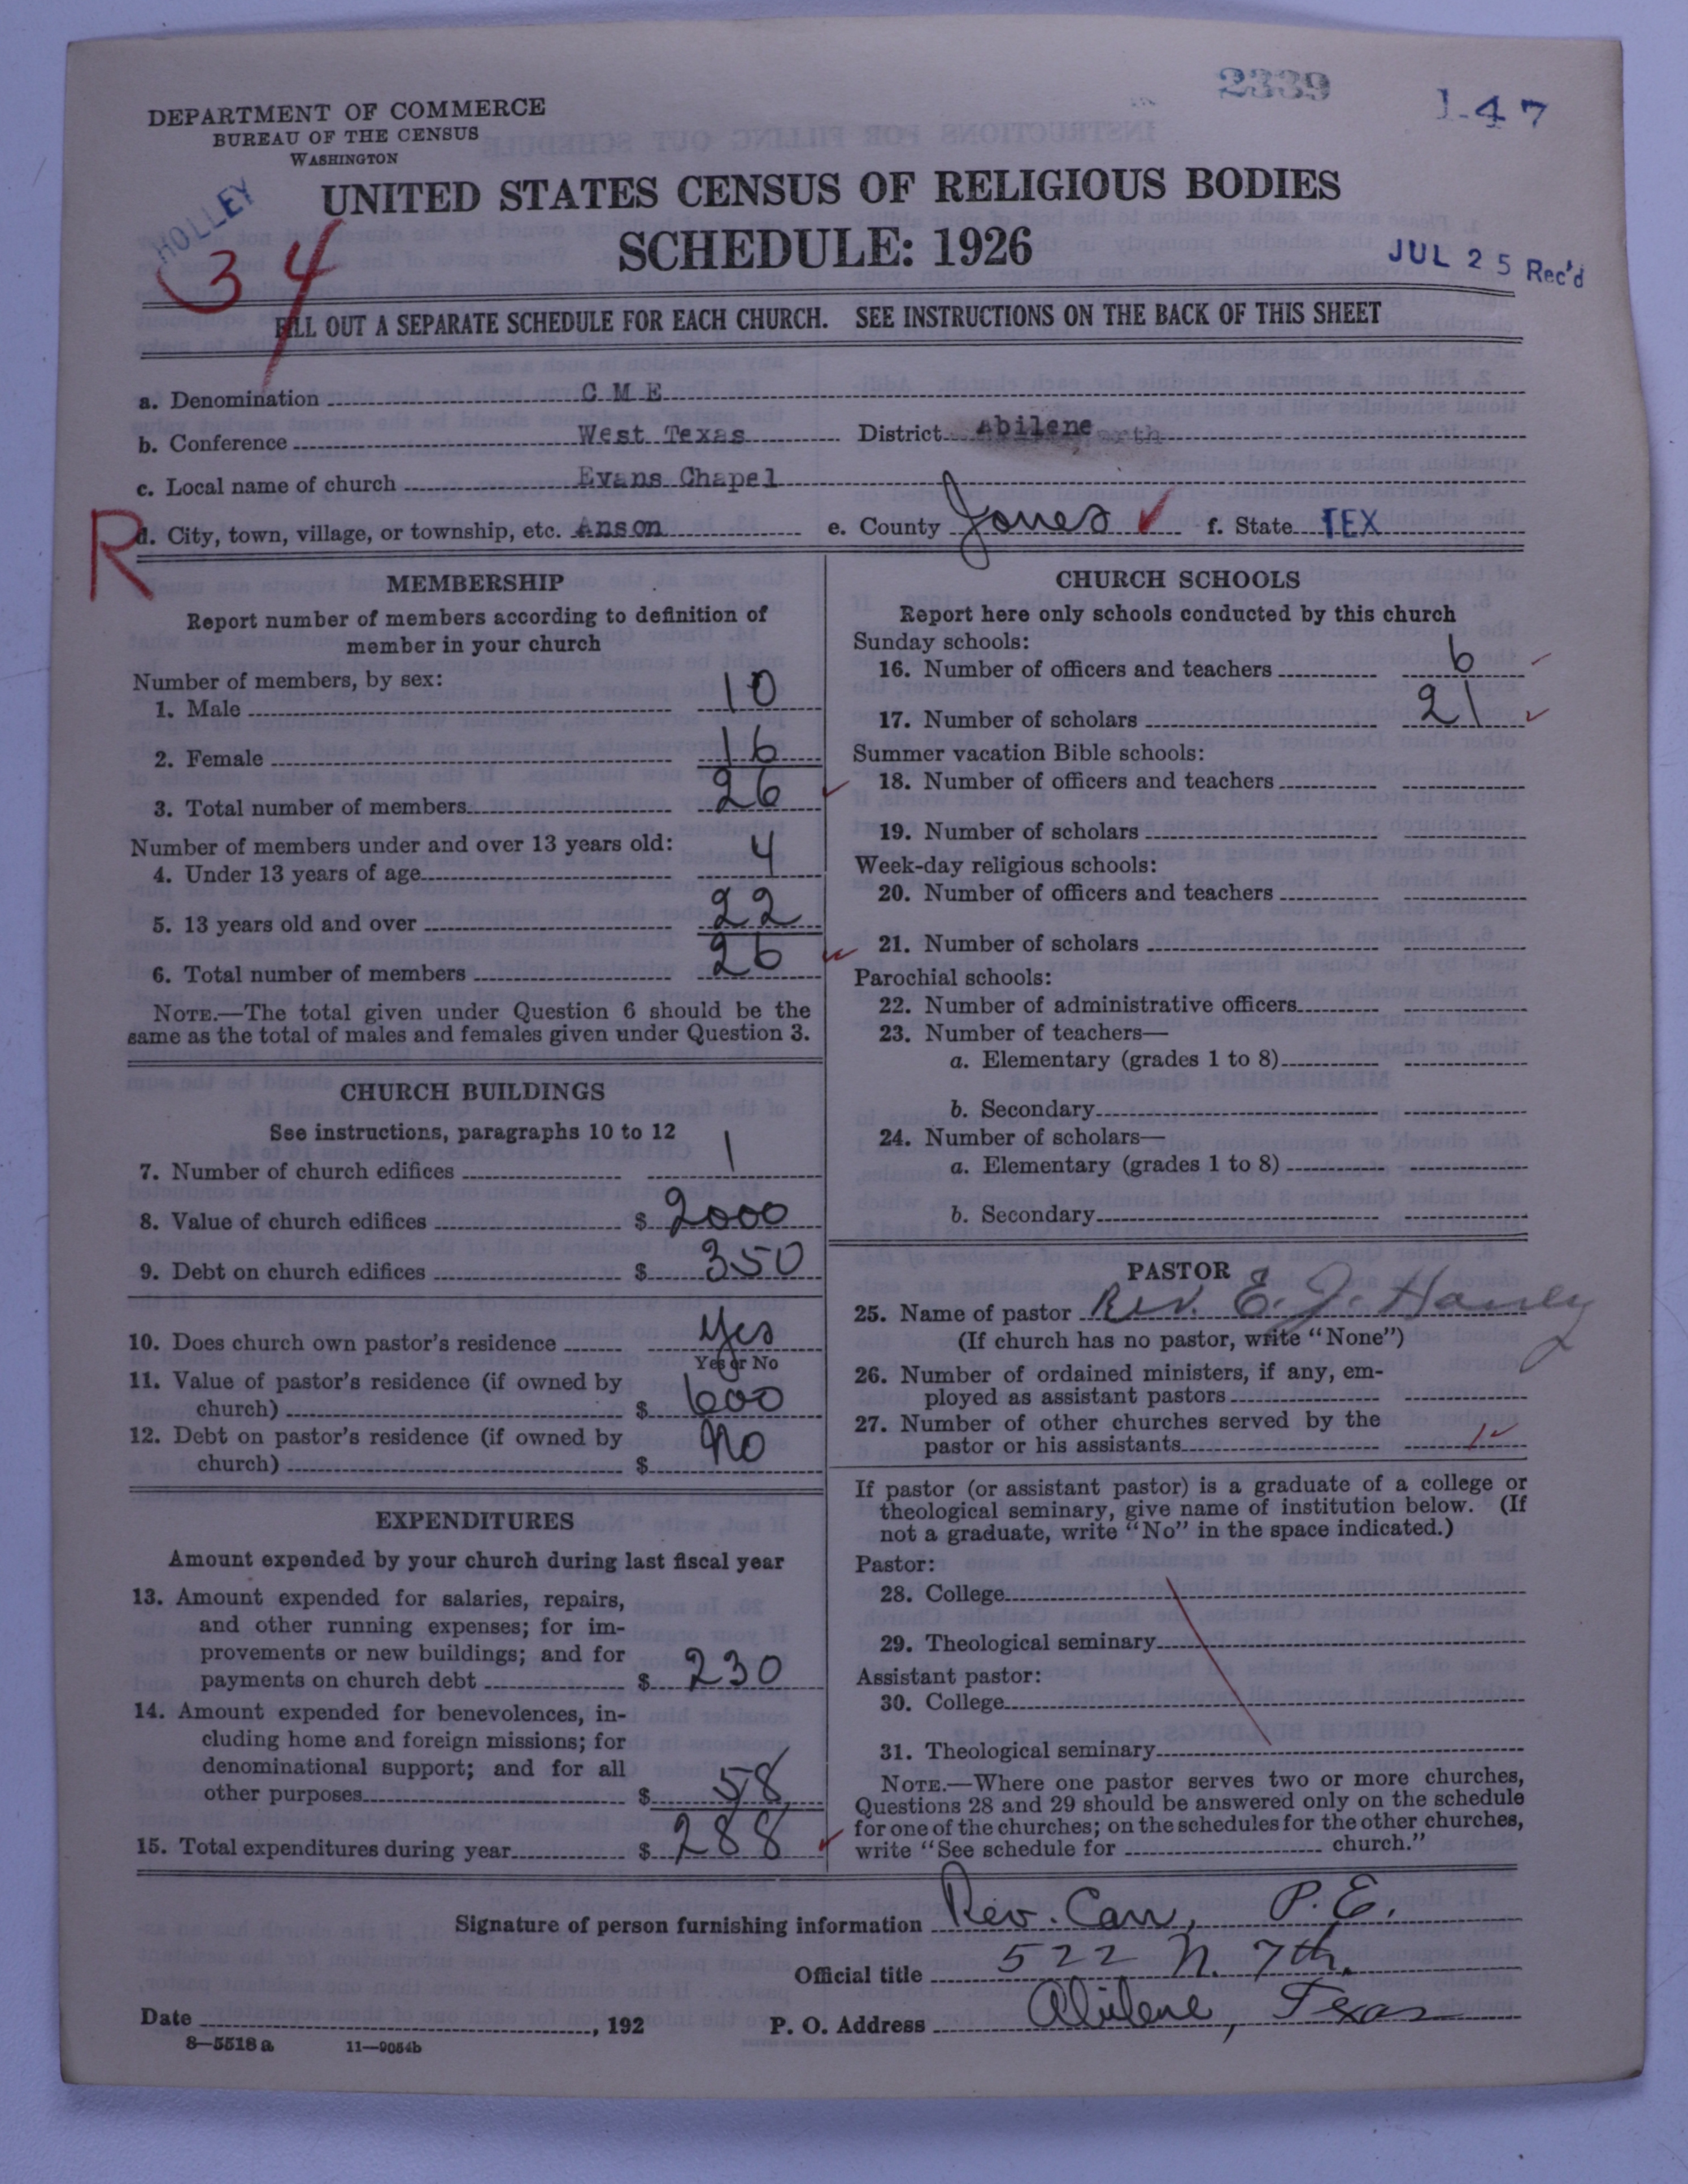 2339
1-47
DEPARTMENT OF COMMERCE
BUREAU OF THE CENSUS
WASHINGTON
HOLLEY
34
UNITED STATES CENSUS OF RELIGIOUS BODIES
SCHEDULE: 1926
JUL 25 Rec'd
FILL OUT A SEPARATE SCHEDULE FOR EACH CHURCH. SEE INSTRUCTIONS ON THE BACK OF THIS SHEET
a. Denomination C M E
b. Conference West Texas District Abilene
c. Local name of church Evans Chapel
R
d. City, town, village, or township, etc. Anson e. County Jones f. State TEX
MEMBERSHIP
Report number of members according to definition of
member in your church
Number of members, by sex:
1. Male 10
2. Female 16
3. Total number of members 26
Number of members under and over 13 years old:
4. Under 13 years of age 4
5. 13 years old and over 22
6. Total number of members 26
NOTE.—The total given under Question 6 should be the
same as the total of males and females given under Question 3.
CHURCH BUILDINGS
See instructions, paragraphs 10 to 12
7. Number of church edifices 1
8. Value of church edifices $ 2000
9. Debt on church edifices $ 350
10. Does church own pastor's residence Yes
Yes or No
11. Value of pastor's residence (if owned by
church) $ 600
12. Debt on pastor's residence (if owned by
church) $ No
EXPENDITURES
Amount expended by your church during last fiscal year
13. Amount expended for salaries, repairs,
and other running expenses; for im-
provements or new buildings; and for
payments on church debt $ 230
14. Amount expended for benevolences, in-
cluding home and foreign missions; for
denominational support; and for all
other purposes $ 58
15. Total expenditures during year $ 288
CHURCH SCHOOLS
Report here only schools conducted by this church
Sunday schools:
16. Number of officers and teachers 6
17. Number of scholars 21
Summer vacation Bible schools:
18. Number of officers and teachers
19. Number of scholars
Week-day religious schools:
20. Number of officers and teachers
21. Number of scholars
Parochial schools:
22. Number of administrative officers
23. Number of teachers—
a. Elementary (grades 1 to 8)
b. Secondary
24. Number of scholars—
a. Elementary (grades 1 to 8)
b. Secondary
PASTOR
25. Name of pastor Rev. E. J.
(If church has no pastor, write "None")
26. Number of ordained ministers, if any, em-
ployed as assistant pastors
27. Number of other churches served by the
pastor or his assistants 1
If pastor (or assistant pastor) is a graduate of a college or
theological seminary, give name of institution below. (If
not a graduate, write "No" in the space indicated.)
Pastor:
28. College
29. Theological seminary
Assistant pastor:
30. College
31. Theological seminary
NOTE.—Where one pastor serves two or more churches,
Questions 28 and 29 should be answered only on the schedule
for one of the churches; on the schedules for the other churches,
write "See schedule for church."
Signature of person furnishing information Rev. Carr, P.E.
Official title 522 N. 7th.
Date , 192 P. O. Address Abilene, Texas
8—5518a 11—9054b